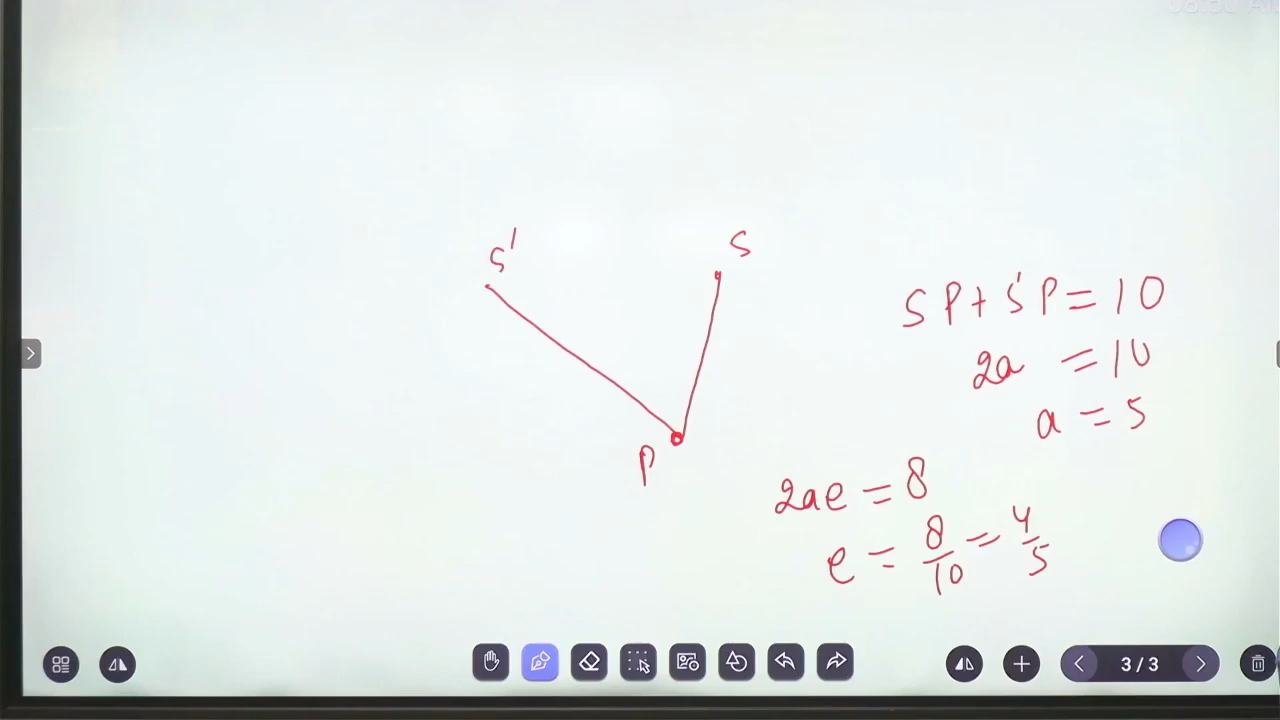 S'
S
SP + S'P = 10
2a = 10
a = 5
P
2ae = 8
e = 8/10 = 4/5
3 / 3